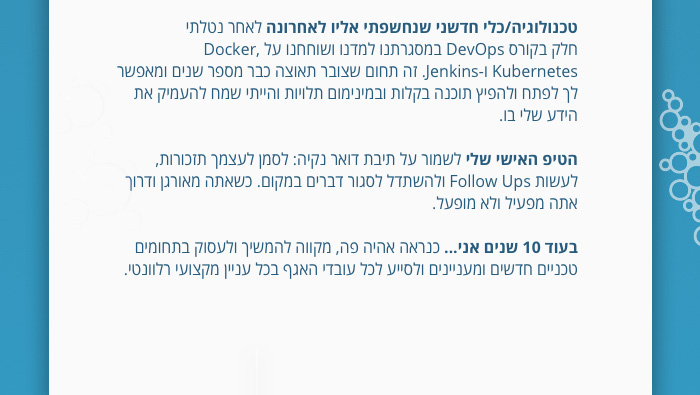 טכנולוגיה/כלי חדשני שנחשפתי אליו לאחרונה לאחר נטלתי
חלק בקורס DevOps במסגרתנו למדנו ושוחחנו על Docker,
Kubernetes ו-Jenkins. זה תחום שצובר תאוצה כבר מספר שנים ומאפשר
לך לפתח ולהפיץ תוכנה בקלות ובמינימום תלויות והייתי שמח להעמיק את
הידע שלי בו.
הטיפ האישי שלי לשמור על תיבת דואר נקיה: לסמן לעצמך תזכורות,
לעשות Follow Ups ולהשתדל לסגור דברים במקום. כשאתה מאורגן ודרוך
אתה מפעיל ולא מופעל.
בעוד 10 שנים אני... כנראה אהיה פה, מקווה להמשיך ולעסוק בתחומים
טכניים חדשים ומעניינים ולסייע לכל עובדי האגף בכל עניין מקצועי רלוונטי.